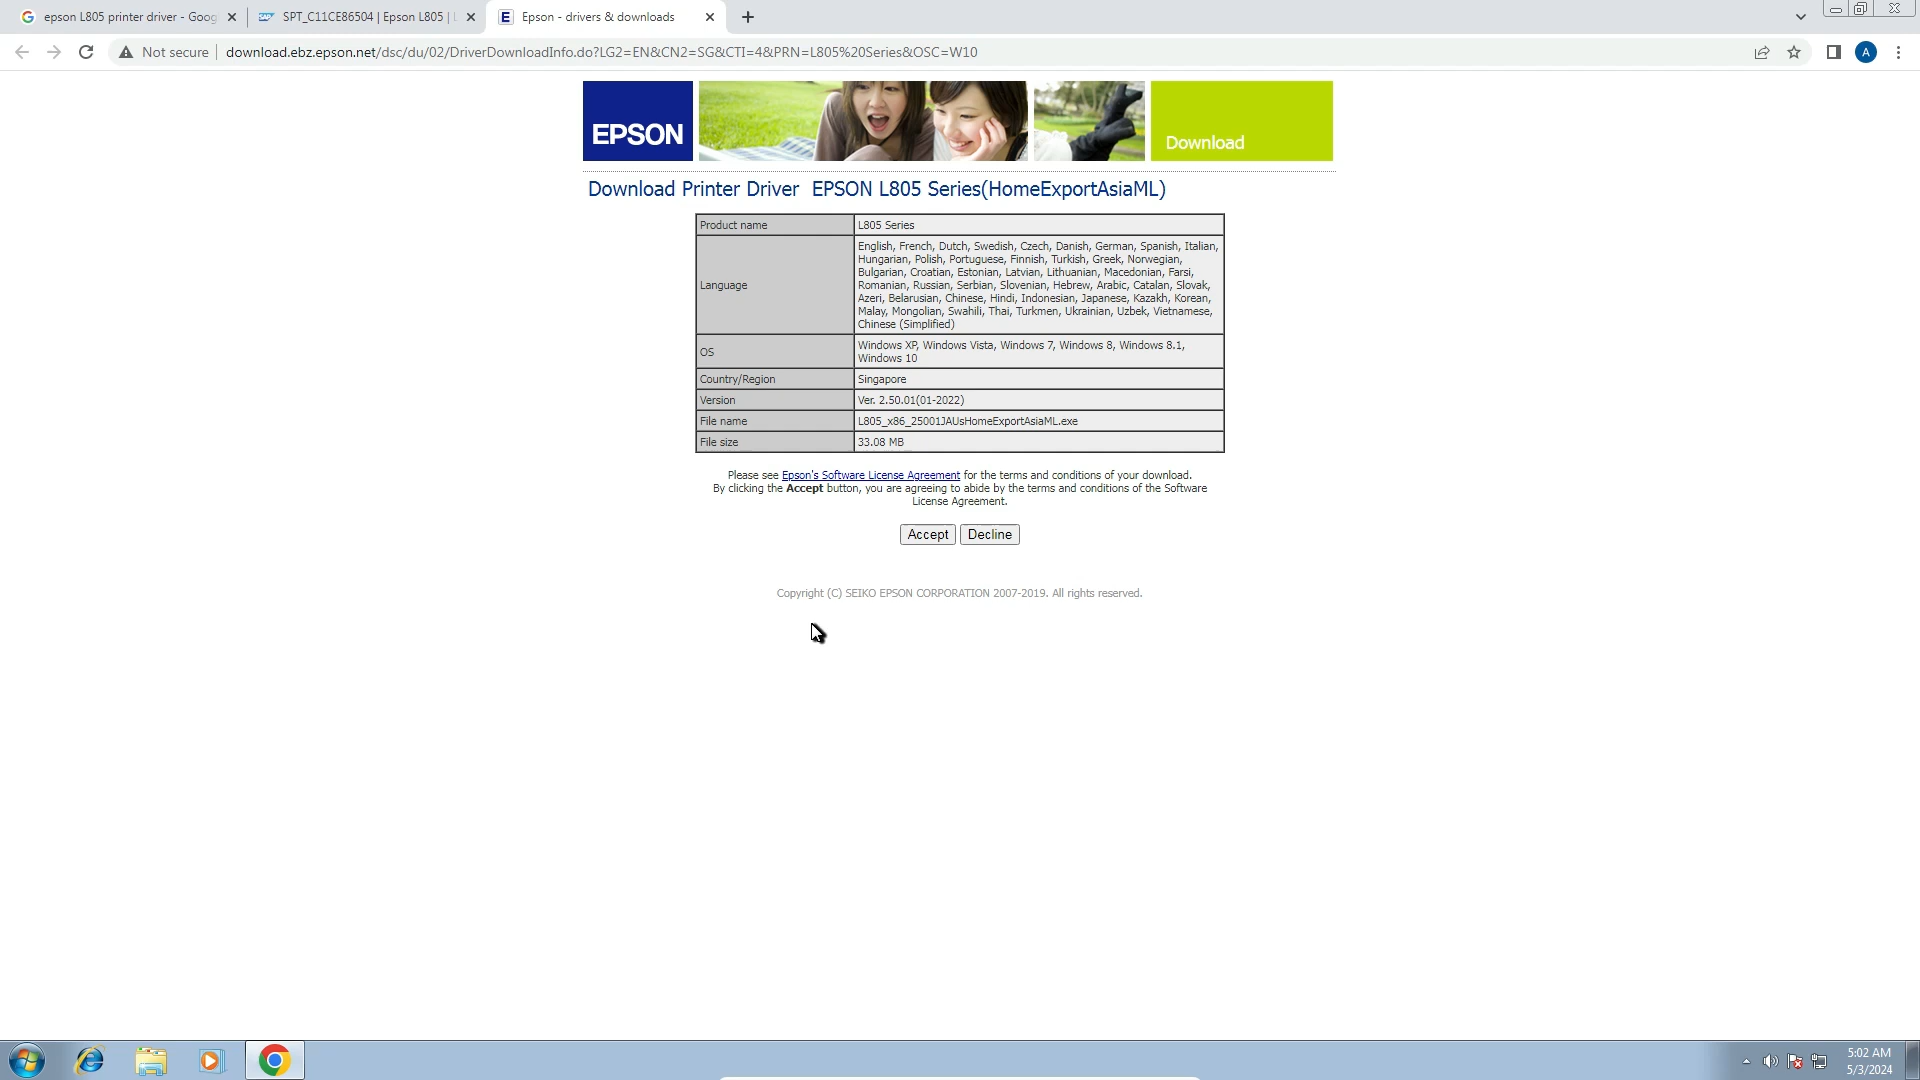 epson L805 printer driver - Goog
SPT_C11CE86504 | Epson L805 |
Epson - drivers & downloads
Not secure
download.ebz.epson.net/dsc/du/02/DriverDownloadInfo.do?LG2=EN&CN2=SG&CTI=4&PRN=L805%20Series&OSC=W10
A
EPSON
Download
Download Printer Driver EPSON L805 Series(HomeExportAsiaML)
Product name
L805 Series
Language
English, French, Dutch, Swedish, Czech, Danish, German, Spanish, Italian,
Hungarian, Polish, Portuguese, Finnish, Turkish, Greek, Norwegian,
Bulgarian, Croatian, Estonian, Latvian, Lithuanian, Macedonian, Farsi,
Romanian, Russian, Serbian, Slovenian, Hebrew, Arabic, Catalan, Slovak,
Azeri, Belarusian, Chinese, Hindi, Indonesian, Japanese, Kazakh, Korean,
Malay, Mongolian, Swahili, Thai, Turkmen, Ukrainian, Uzbek, Vietnamese,
Chinese (Simplified)
OS
Windows XP, Windows Vista, Windows 7, Windows 8, Windows 8.1,
Windows 10
Country/Region
Singapore
Version
Ver. 2.50.01(01-2022)
File name
L805_x86_25001JAUsHomeExportAsiaML.exe
File size
33.08 MB
Please see Epson's Software License Agreement for the terms and conditions of your download.
By clicking the Accept button, you are agreeing to abide by the terms and conditions of the Software
License Agreement.
Accept
Decline
Copyright (C) SEIKO EPSON CORPORATION 2007-2019. All rights reserved.
5:02 AM
5/3/2024